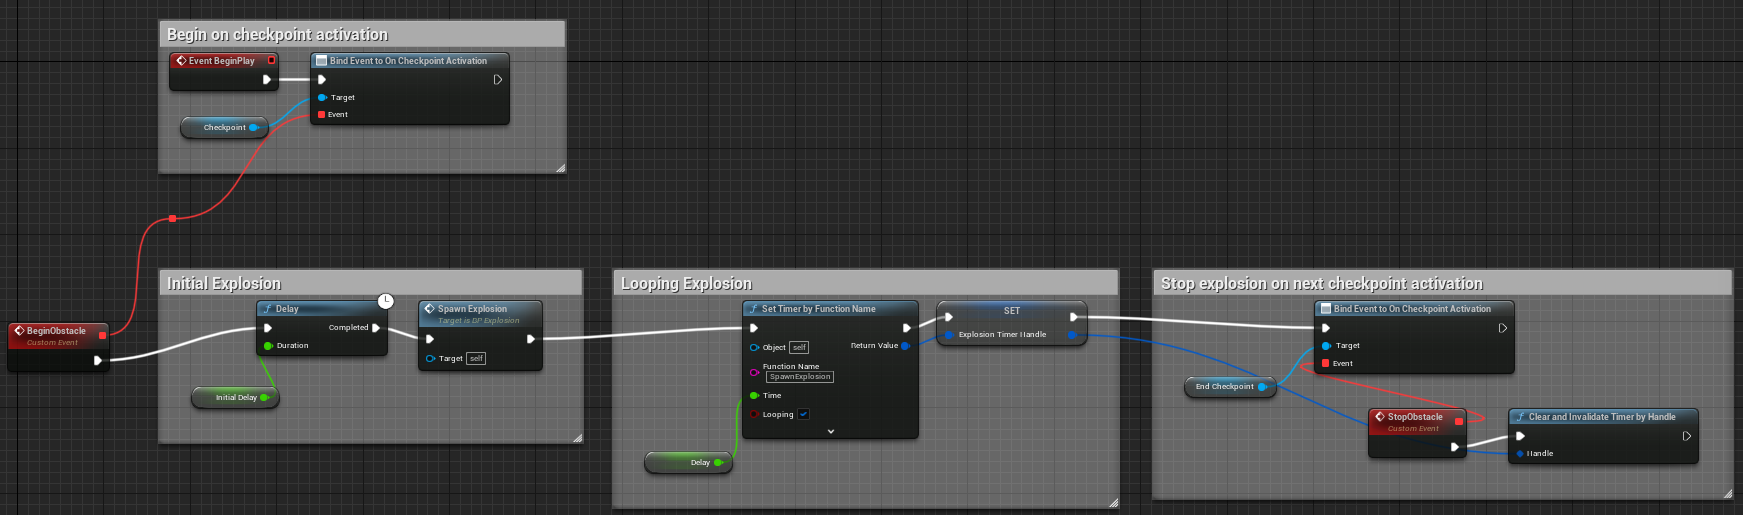 Begin on checkpoint activation
Event BeginPlay
Bind Event to On Checkpoint Activation
Target
Event
Checkpoint
Initial Explosion
Delay
Completed
Duration
Initial Delay
Spawn Explosion
Target is DP Explosion
Target self
BeginObstacle
Custom Event
Looping Explosion
Set Timer by Function Name
Object self
Return Value
Function Name
SpawnExplosion
Time
Looping
Delay
SET
Explosion Timer Handle
Stop explosion on next checkpoint activation
Bind Event to On Checkpoint Activation
Target
Event
End Checkpoint
StopObstacle
Custom Event
Clear and Invalidate Timer by Handle
Handle